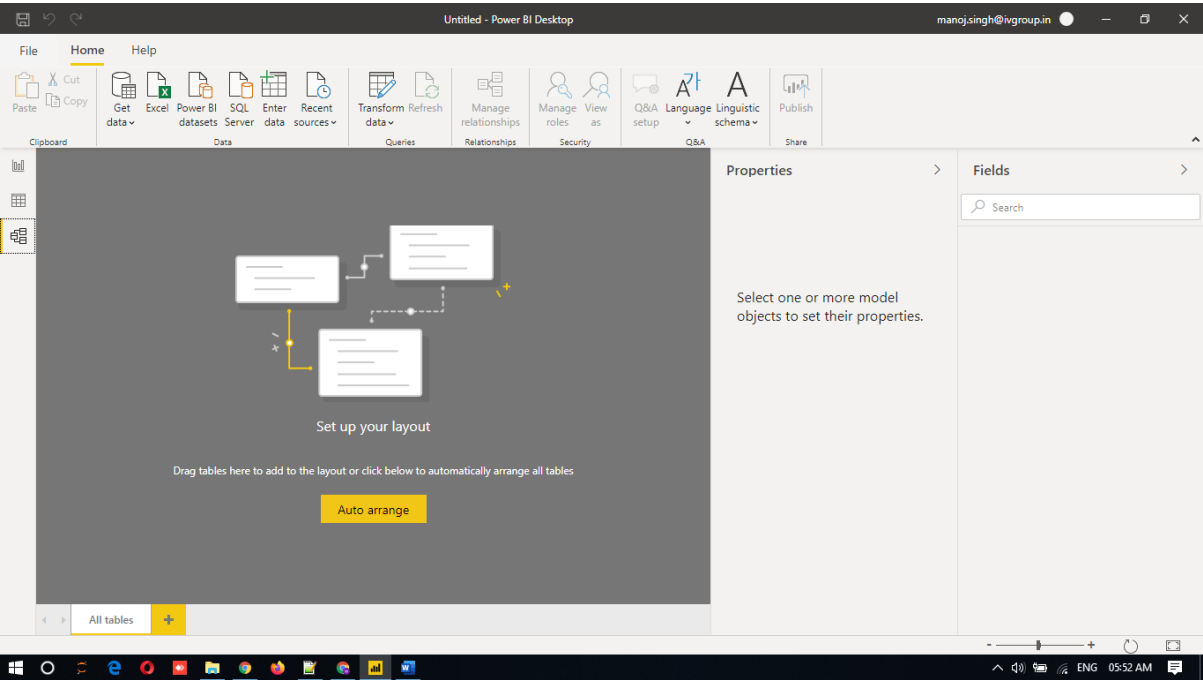 Untitled - Power BI Desktop
manoj.singh@ivgroup.in
File Home Help
Paste
Cut
Copy
Get data
Excel
Power BI datasets
SQL Server
Enter data
Recent sources
Transform data
Refresh
Manage relationships
Manage roles
View as
Q&A setup
Language
Linguistic schema
Publish
Clipboard Data Queries Relationships Security Q&A Share
Properties
Fields
Search
Select one or more model
objects to set their properties.
Set up your layout
Drag tables here to add to the layout or click below to automatically arrange all tables
Auto arrange
All tables
ENG 05:52 AM